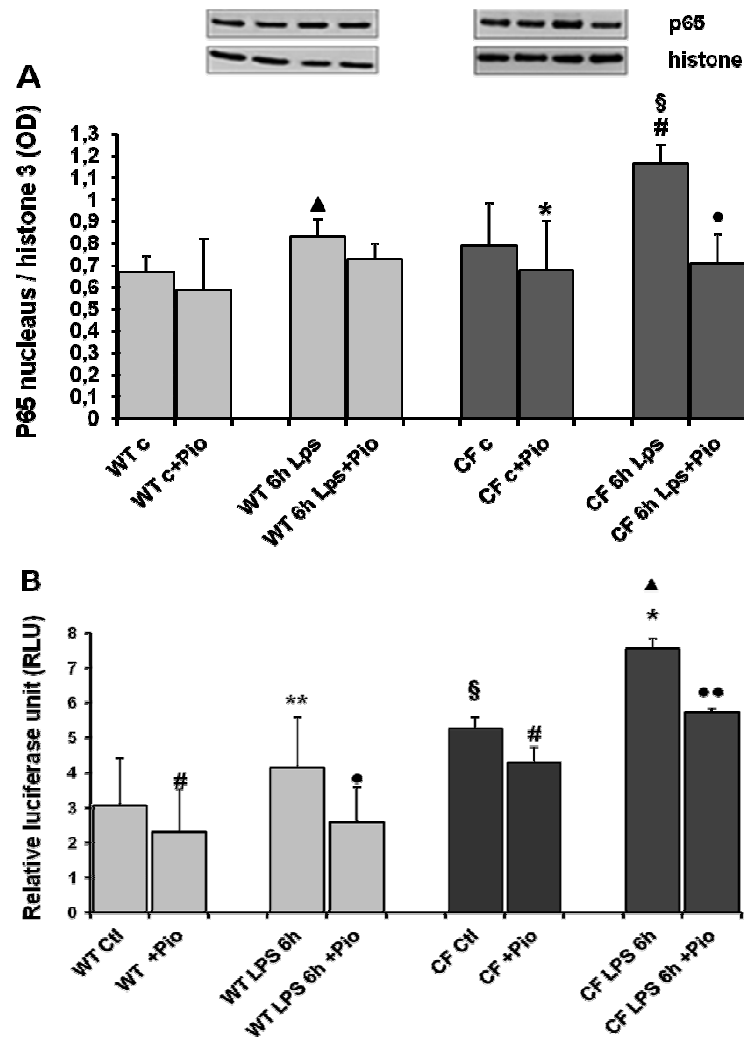 p65
histone
A
P65 nucleaus / histone 3 (OD)
1,3
1,2
1,1
1
0,9
0,8
0,7
0,6
0,5
0,4
0,3
0,2
0,1
0
▲
*
§
#
●
WT c
WT c+Pio
WT 6h Lps
WT 6h Lps+Pio
CF c
CF c+Pio
CF 6h Lps
CF 6h Lps+Pio
B
Relative luciferase unit (RLU)
8
7
6
5
4
3
2
1
0
#
**
●
§
#
▲
*
●●
WT Ctl
WT +Pio
WT LPS 6h
WT LPS 6h +Pio
CF Ctl
CF +Pio
CF LPS 6h
CF LPS 6h +Pio